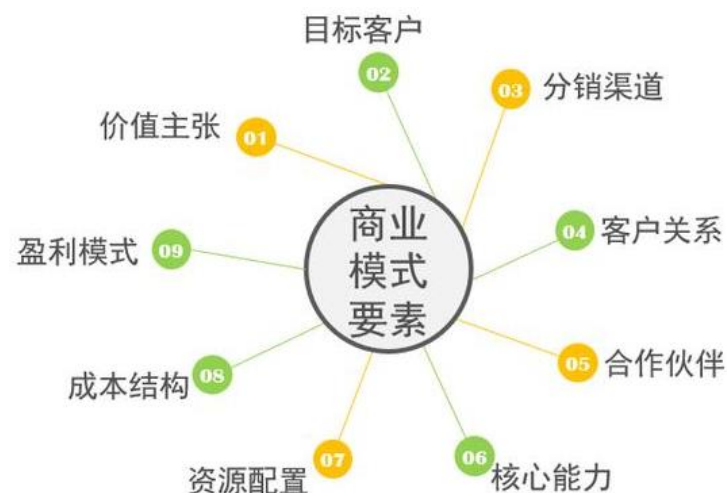 商业
模式
要素
01
价值主张
02
目标客户
03
分销渠道
04
客户关系
05
合作伙伴
06
核心能力
07
资源配置
08
成本结构
09
盈利模式